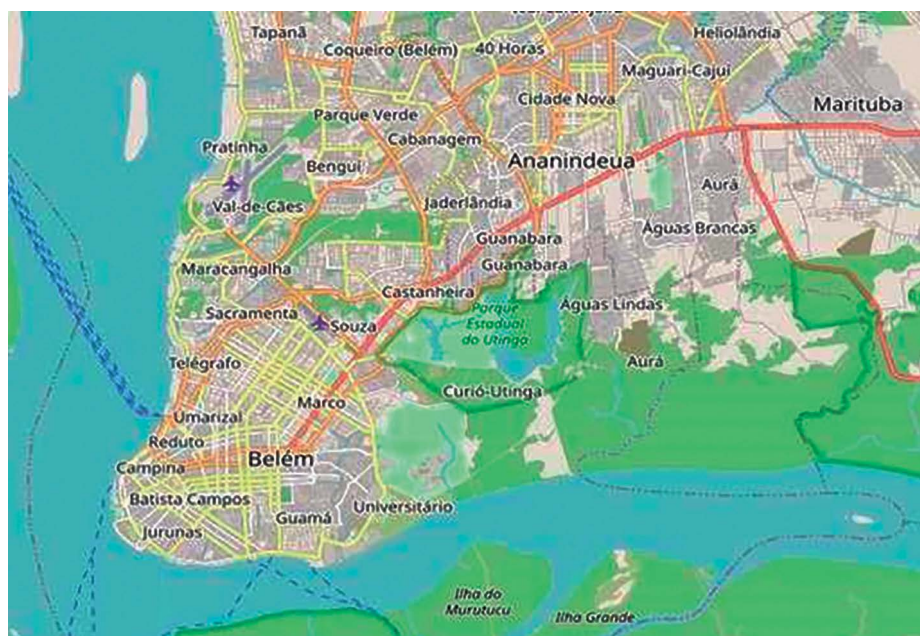 Tapanã
Coqueiro (Belém)
40 Horas
Heliolândia
Maguari-Cajuí
Cidade Nova
Marituba
Parque Verde
Cabanagem
Pratinha
Bengui
Ananindeua
Aurá
Val-de-Cães
Jaderlândia
Águas Brancas
Guanabara
Guanabara
Maracangalha
Castanheira
Águas Lindas
Sacramenta
Souza
Parque
Estadual
do Utinga
Telégrafo
Aurá
Curió-Utinga
Marco
Umarizal
Reduto
Campina
Belém
Batista Campos
Universitário
Guamá
Jurunas
Ilha do
Murutucu
Ilha Grande